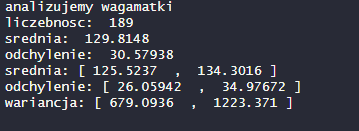 analizujemy wagamatki
liczebnosc:  189
srednia:  129.8148
odchylenie:  30.57938
srednia: [ 125.5237  ,  134.3016 ]
odchylenie: [ 26.05942  ,  34.97672 ]
wariancja: [ 679.0936  ,  1223.371 ]